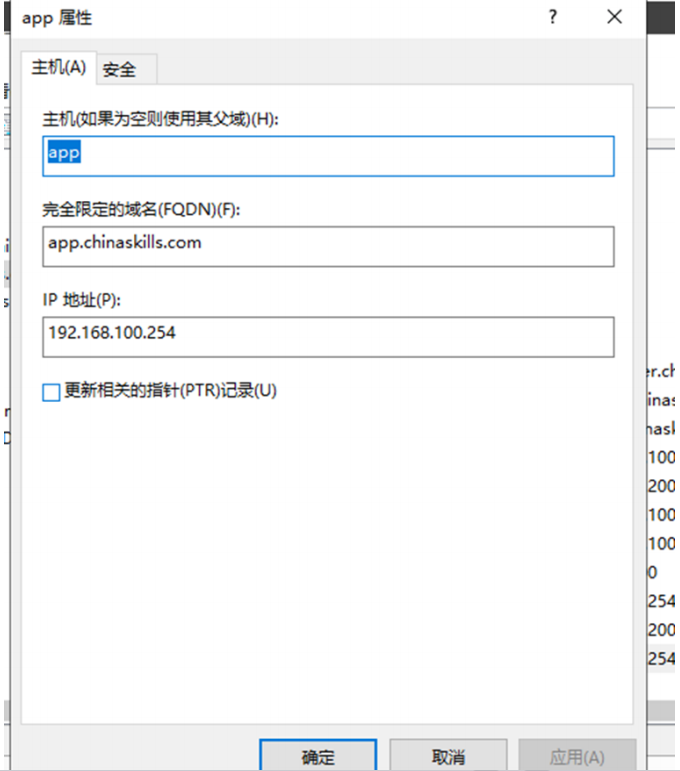 app 属性
主机(A) 安全
主机(如果为空则使用其父域)(H):
app
完全限定的域名(FQDN)(F):
app.chinaskills.com
IP 地址(P):
192.168.100.254
更新相关的指针(PTR)记录(U)
er.ch
inas
nask
100
200
100
100
0
254
200
254
确定 取消 应用(A)